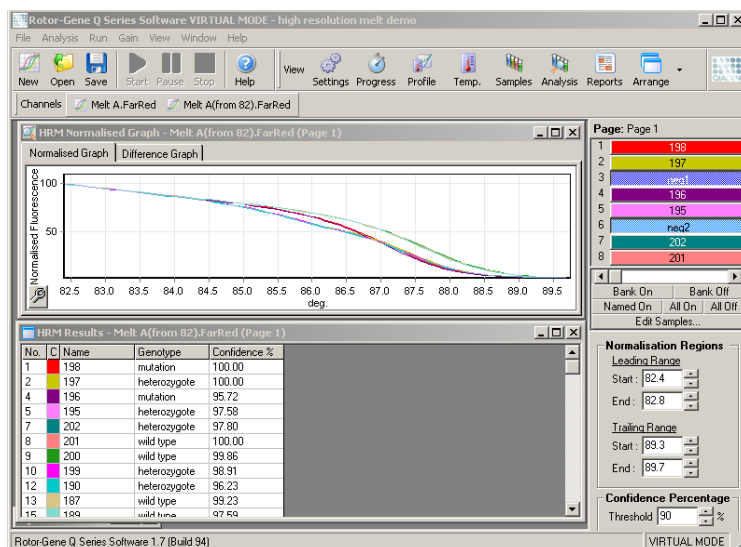 Rotor-Gene Q Series Software VIRTUAL MODE - high resolution melt demo
File Analysis Run Gain View Window Help
New Open Save Start Pause Stop Help View Settings Progress Profile Temp. Samples Analysis Reports Arrange
Channels Melt A.FarRed Melt A(from 82).FarRed
HRM Normalised Graph - Melt A(from 82).FarRed (Page 1)
Normalised Graph Difference Graph
Normalised Fluorescence
100
50
82.5 83.0 83.5 84.0 84.5 85.0 85.5 86.0 86.5 87.0 87.5 88.0 88.5 89.0 89.5
deg.
HRM Results - Melt A(from 82).FarRed (Page 1)
No. C Name Genotype Confidence %
1 198 mutation 100.00
2 197 heterozygote 100.00
4 196 mutation 95.72
5 195 heterozygote 97.58
7 202 heterozygote 97.80
8 201 wild type 100.00
9 200 wild type 99.86
10 199 heterozygote 98.91
12 190 heterozygote 96.23
13 187 wild type 99.23
15 189 wild type 97.59
Page: Page 1
1 198
2 197
3 neg1
4 196
5 195
6 neg2
7 202
8 201
Bank On Bank Off
Named On All On All Off
Edit Samples...
Normalisation Regions
Leading Range
Start : 82.4
End : 82.8
Trailing Range
Start : 89.3
End : 89.7
Confidence Percentage
Threshold 90 %
Rotor-Gene Q Series Software 1.7 (Build 94) VIRTUAL MODE